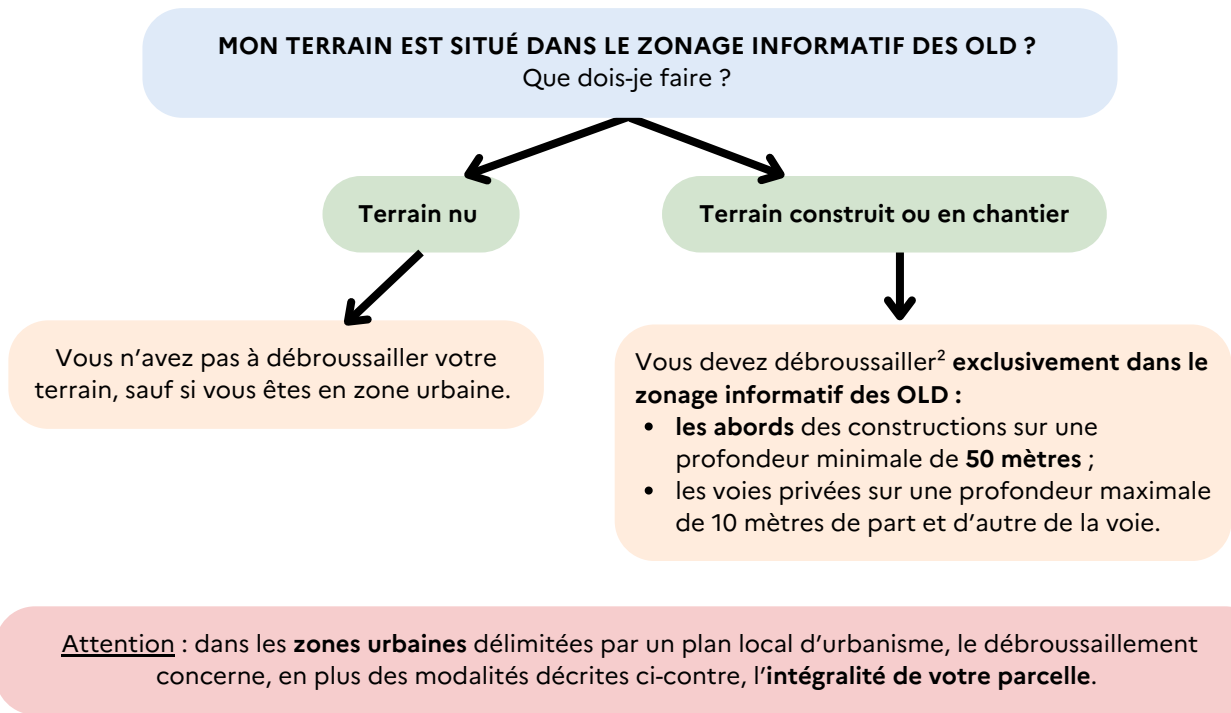 MON TERRAIN EST SITUÉ DANS LE ZONAGE INFORMATIF DES OLD ?
Que dois-je faire ?
Terrain nu
Terrain construit ou en chantier
Vous n’avez pas à débroussailler votre
terrain, sauf si vous êtes en zone urbaine.
Vous devez débroussailler² exclusivement dans le
zonage informatif des OLD :
• les abords des constructions sur une
profondeur minimale de 50 mètres ;
• les voies privées sur une profondeur maximale
de 10 mètres de part et d’autre de la voie.
Attention : dans les zones urbaines délimitées par un plan local d’urbanisme, le débroussaillement
concerne, en plus des modalités décrites ci-contre, l’intégralité de votre parcelle.